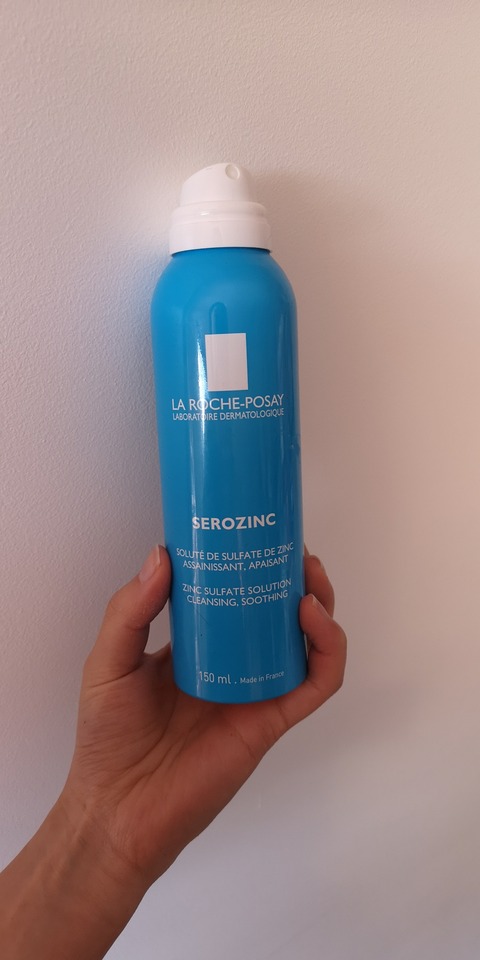 LA ROCHE-POSAY
LABORATOIRE DERMATOLOGIQUE
SEROZINC
SOLUTÉ DE SULFATE DE ZINC
ASSAINISSANT, APAISANT
ZINC SULFATE SOLUTION
CLEANSING, SOOTHING
150 ml . Made in France